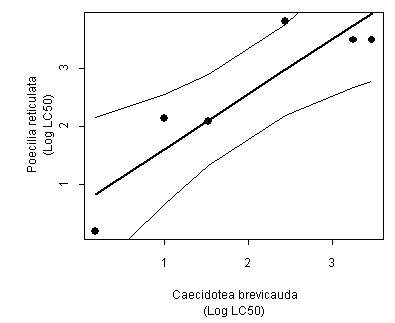 3
2
1
Poecilia reticulata
(Log LC50)
1 2 3
Caecidotea brevicauda
(Log LC50)